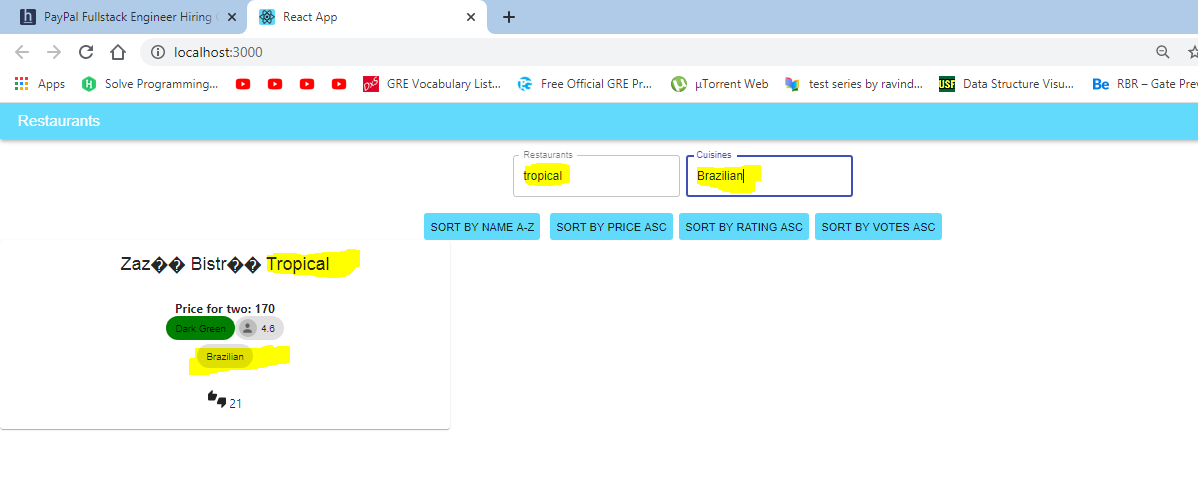 PayPal Fullstack Engineer Hiring
React App
localhost:3000
Apps Solve Programming... GRE Vocabulary List... Free Official GRE Pr... µTorrent Web test series by ravind... Data Structure Visu... RBR – Gate Prev
Restaurants
Restaurants Cuisines
tropical Brazilian
SORT BY NAME A-Z SORT BY PRICE ASC SORT BY RATING ASC SORT BY VOTES ASC
Zaz�� Bistr�� Tropical
Price for two: 170
Dark Green 4.6
Brazilian
21